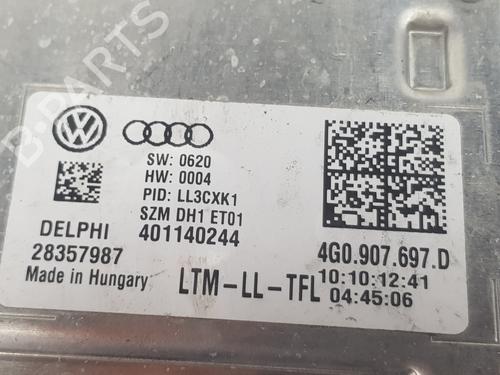 B-PARTS
SW: 0620
HW: 0004
PID: LL3CXK1
SZM DH1 ET01
DELPHI 401140244
28357987
Made in Hungary
LTM-LL-TFL
4G0.907.697.D
10:10:12:41
04:45:06